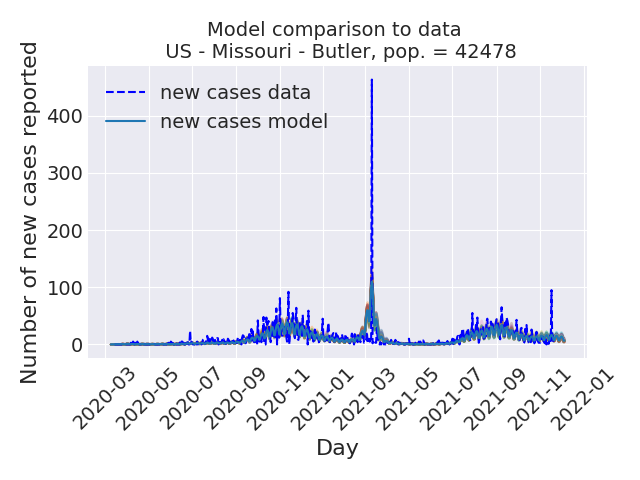 Model comparison to data
US - Missouri - Butler, pop. = 42478
Number of new cases reported
400
300
200
100
0
new cases data
new cases model
2020-03
2020-05
2020-07
2020-09
2020-11
2021-01
2021-03
2021-05
2021-07
2021-09
2021-11
2022-01
Day